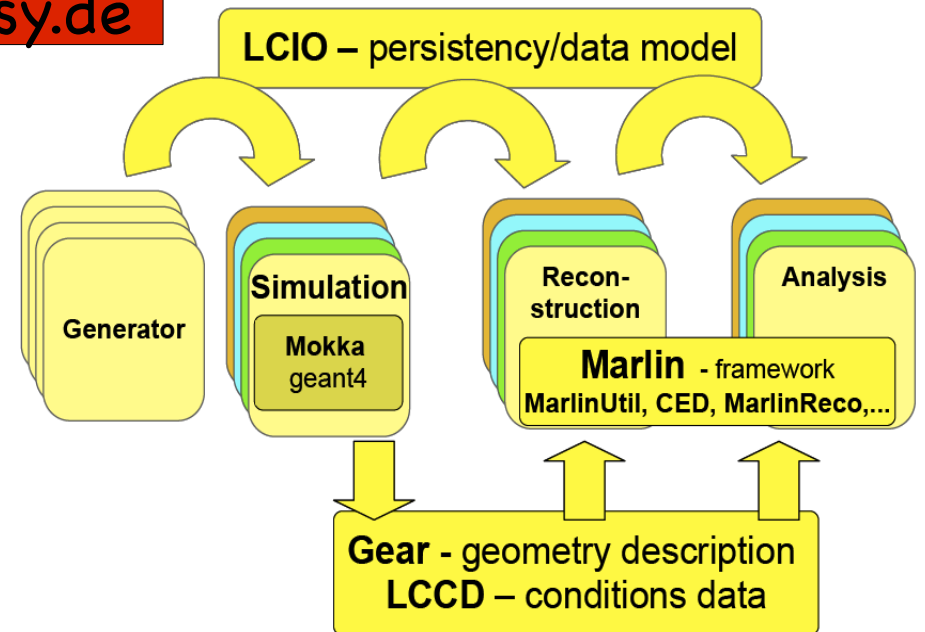 sy.de
LCIO – persistency/data model
Generator
Simulation
Mokka
geant4
Recon-
struction
Analysis
Marlin - framework
MarlinUtil, CED, MarlinReco,...
Gear - geometry description
LCCD – conditions data